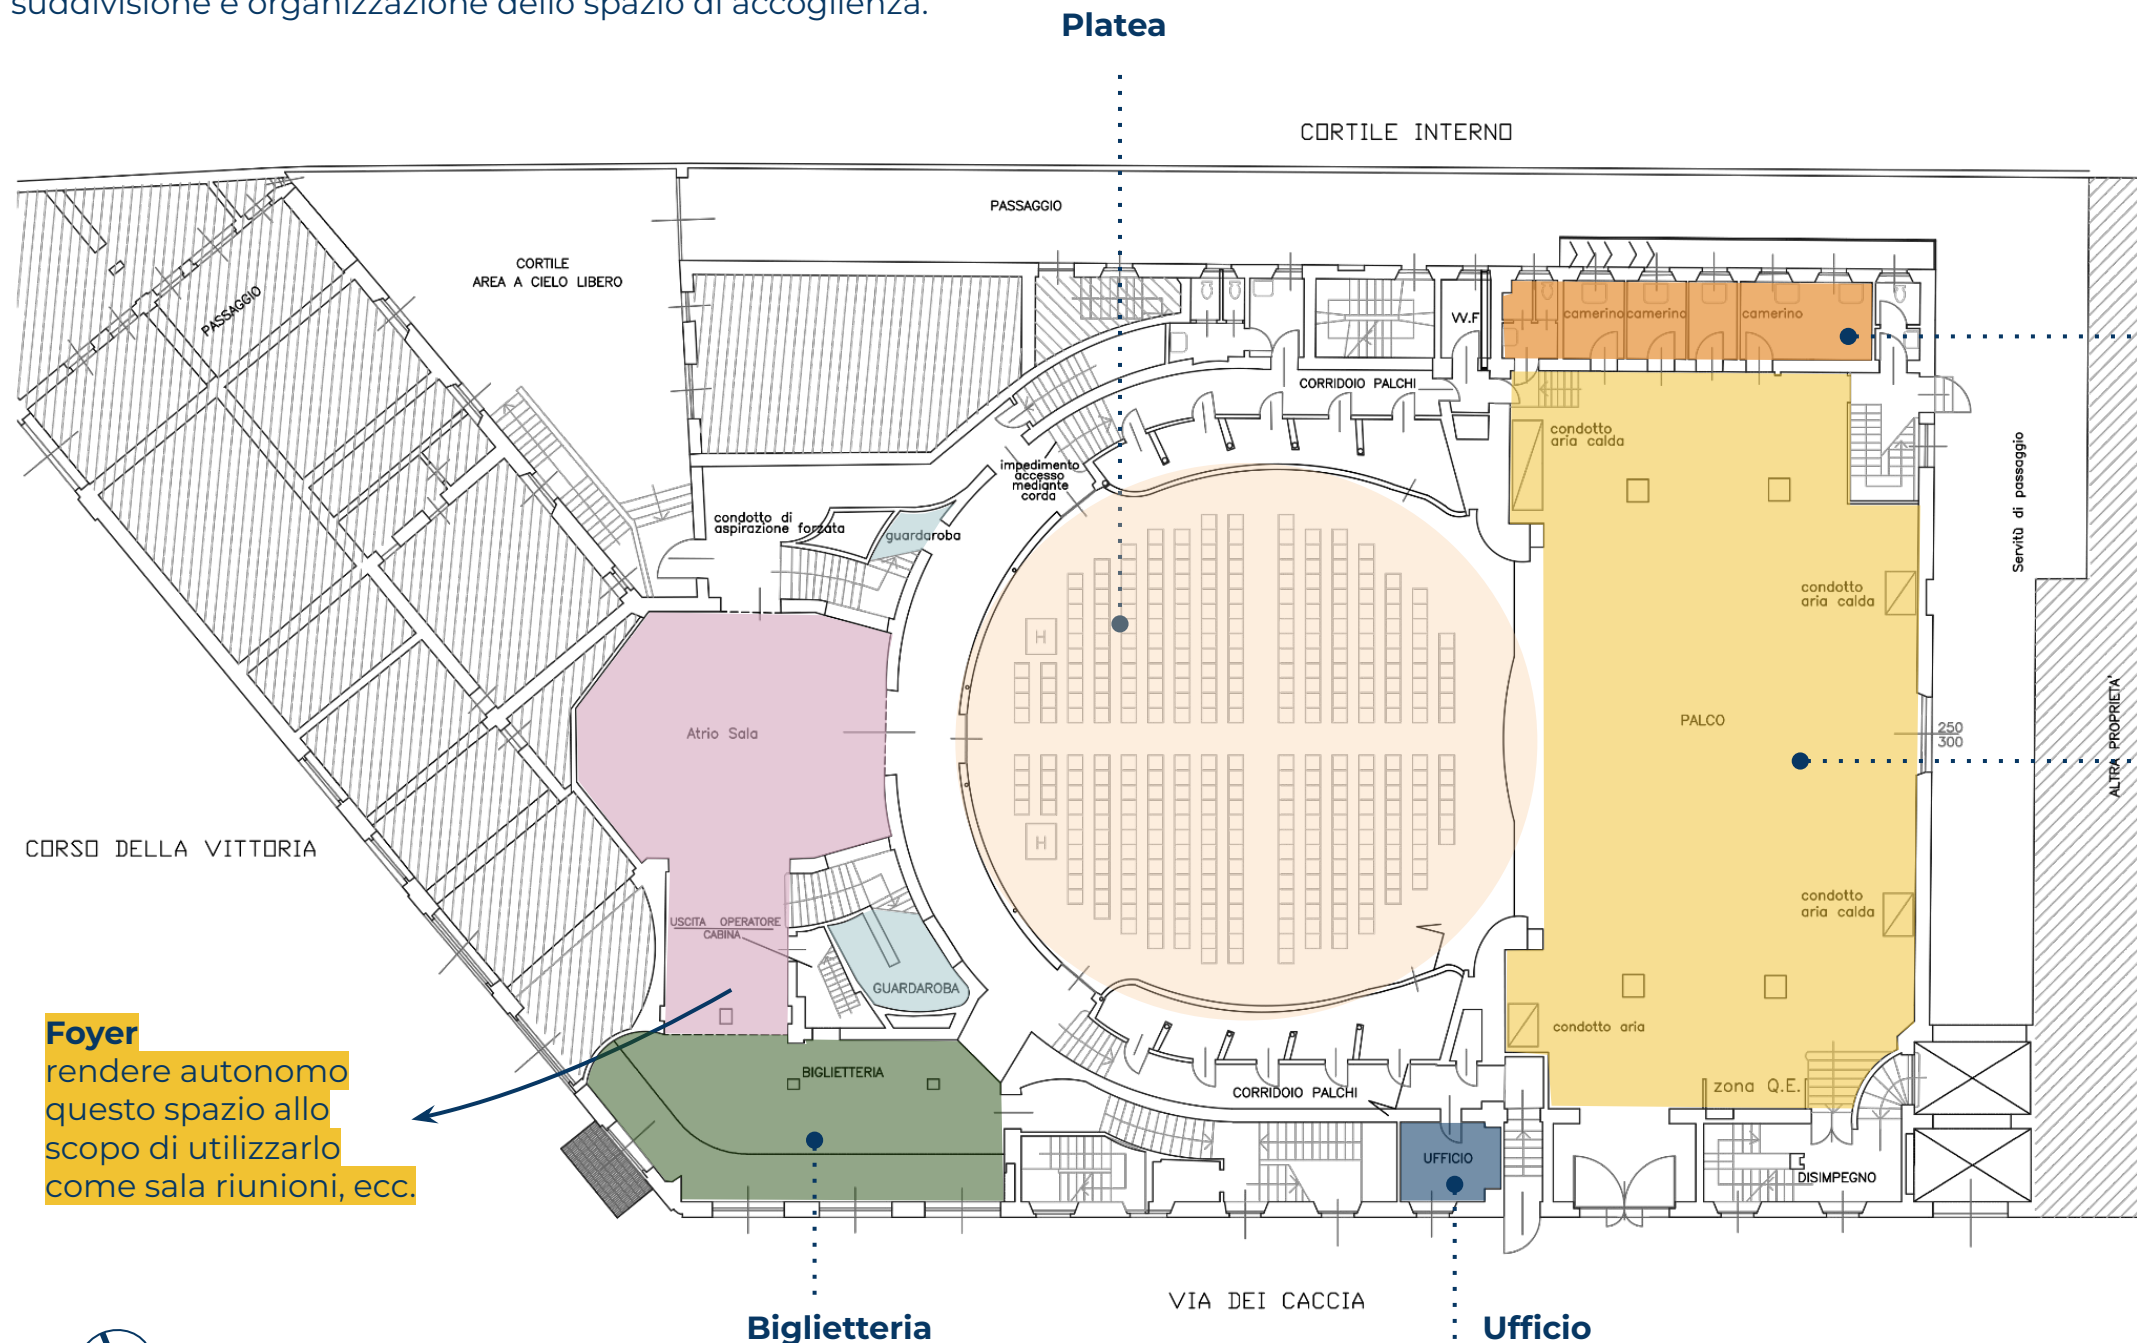 suddivisione e organizzazione dello spazio di accoglienza.
Platea
CORTILE INTERNO
PASSAGGIO
CORTILE
AREA A CIELO LIBERO
PASSAGGIO
W.F
camerino
camerino
camerino
CORRIDOIO PALCHI
condotto
aria calda
impedimento
accesso
mediante
corda
condotto di
aspirazione forzata
guardaroba
Servitù di passaggio
H
condotto
aria calda
Atrio Sala
PALCO
250
300
ALTRA PROPRIETA'
CORSO DELLA VITTORIA
H
condotto
aria calda
USCITA OPERATORE
CABINA
GUARDAROBA
condotto aria
Foyer
rendere autonomo
questo spazio allo
scopo di utilizzarlo
come sala riunioni, ecc.
BIGLIETTERIA
CORRIDOIO PALCHI
zona Q.E.
UFFICIO
DISIMPEGNO
VIA DEI CACCIA
Biglietteria
Ufficio